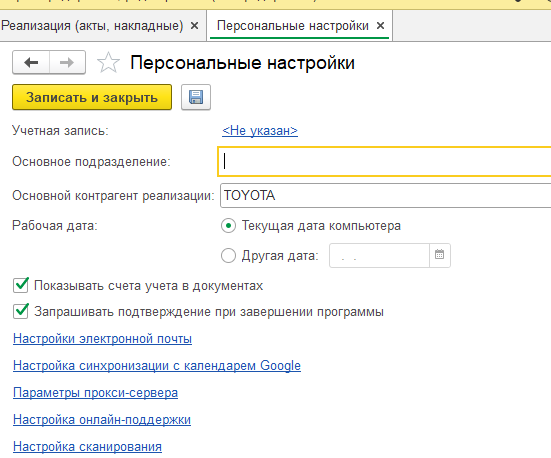 Реализация (акты, накладные) ×
Персональные настройки ×
Персональные настройки
Записать и закрыть
Учетная запись: <Не указан>
Основное подразделение:
Основной контрагент реализации: TOYOTA
Рабочая дата: Текущая дата компьютера
Другая дата: . .
Показывать счета учета в документах
Запрашивать подтверждение при завершении программы
Настройки электронной почты
Настройка синхронизации с календарем Google
Параметры прокси-сервера
Настройка онлайн-поддержки
Настройка сканирования